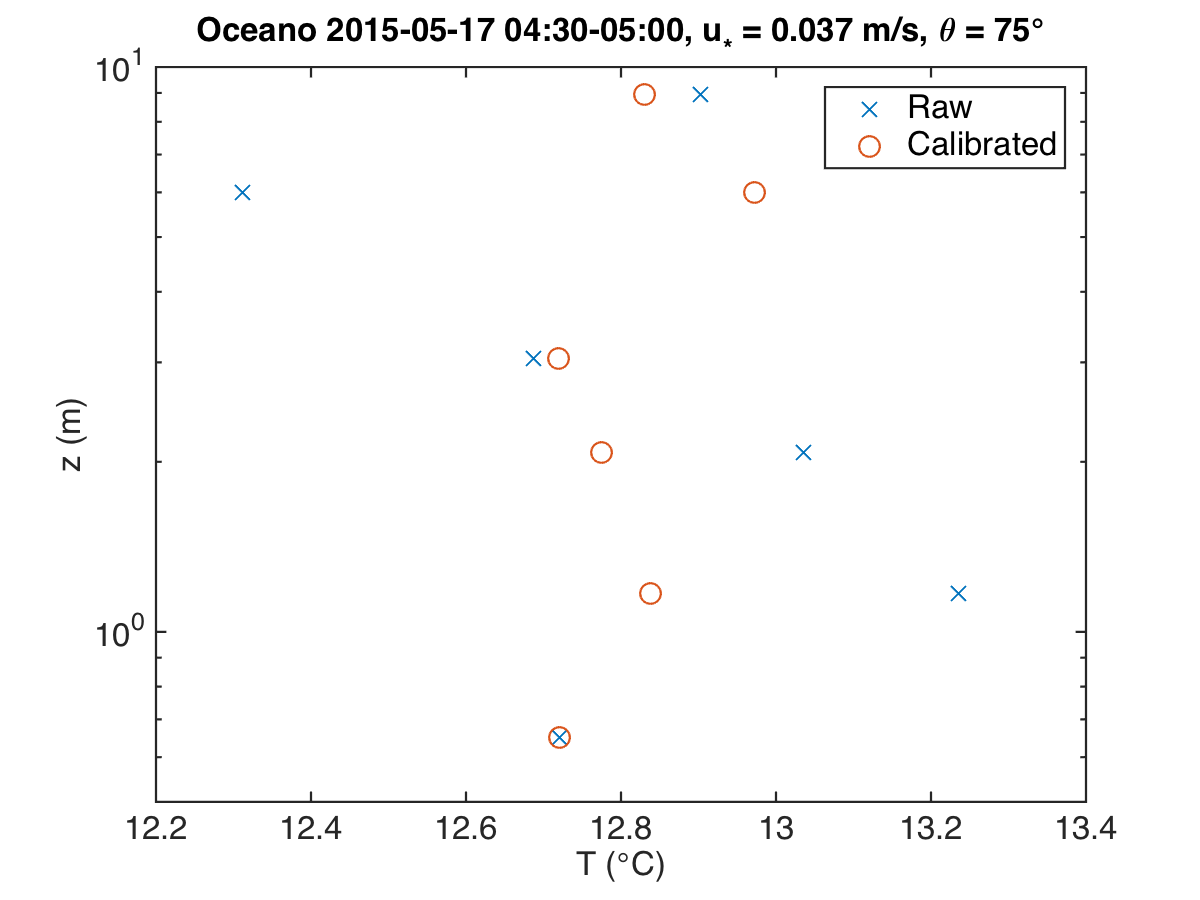 Oceano 2015-05-17 04:30-05:00, u* = 0.037 m/s, θ = 75°
10¹
Raw
Calibrated
z (m)
10⁰
12.2 12.4 12.6 12.8 13 13.2 13.4
T (°C)